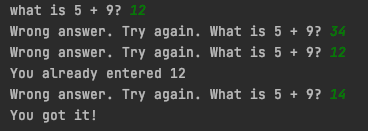 what is 5 + 9? 12
Wrong answer. Try again. What is 5 + 9? 34
Wrong answer. Try again. What is 5 + 9? 12
You already entered 12
Wrong answer. Try again. What is 5 + 9? 14
You got it!